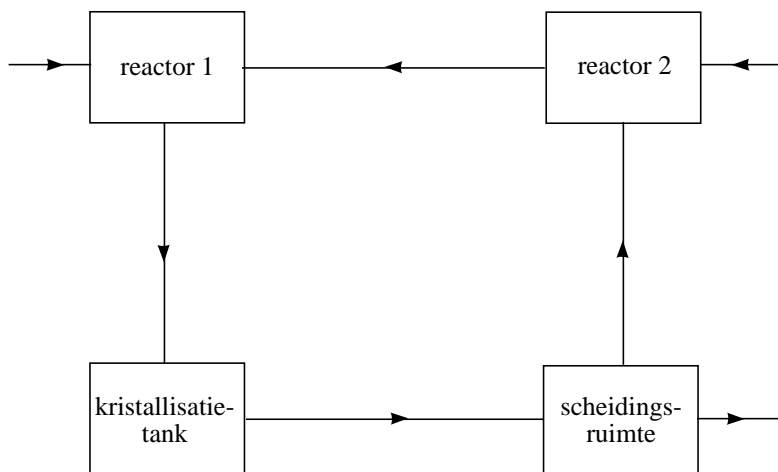 reactor 1
reactor 2
kristallisatie-
tank
scheidings-
ruimte